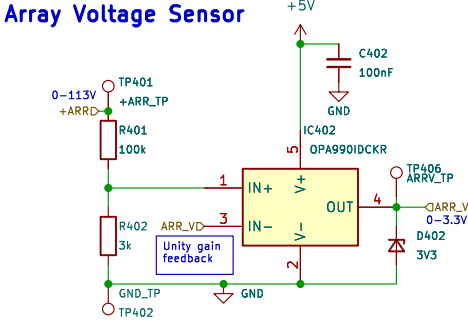 Array Voltage Sensor
+5V
C402
100nF
GND
TP401
+ARR_TP
0-113V
+ARR
R401
100k
IC402
OPA990IDCKR
5
V+
1
IN+
3
IN-
ARR_V
OUT
4
V-
2
TP406
ARRV_TP
ARR_V
0-3.3V
D402
3V3
R402
3k
Unity gain
feedback
GND_TP
TP402
GND